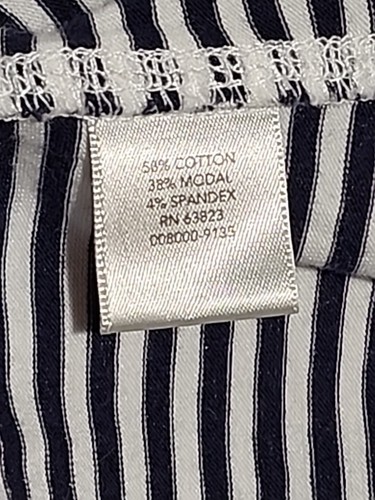 58% COTTON
38% MODAL
4% SPANDEX
RN 63823
008000-9135